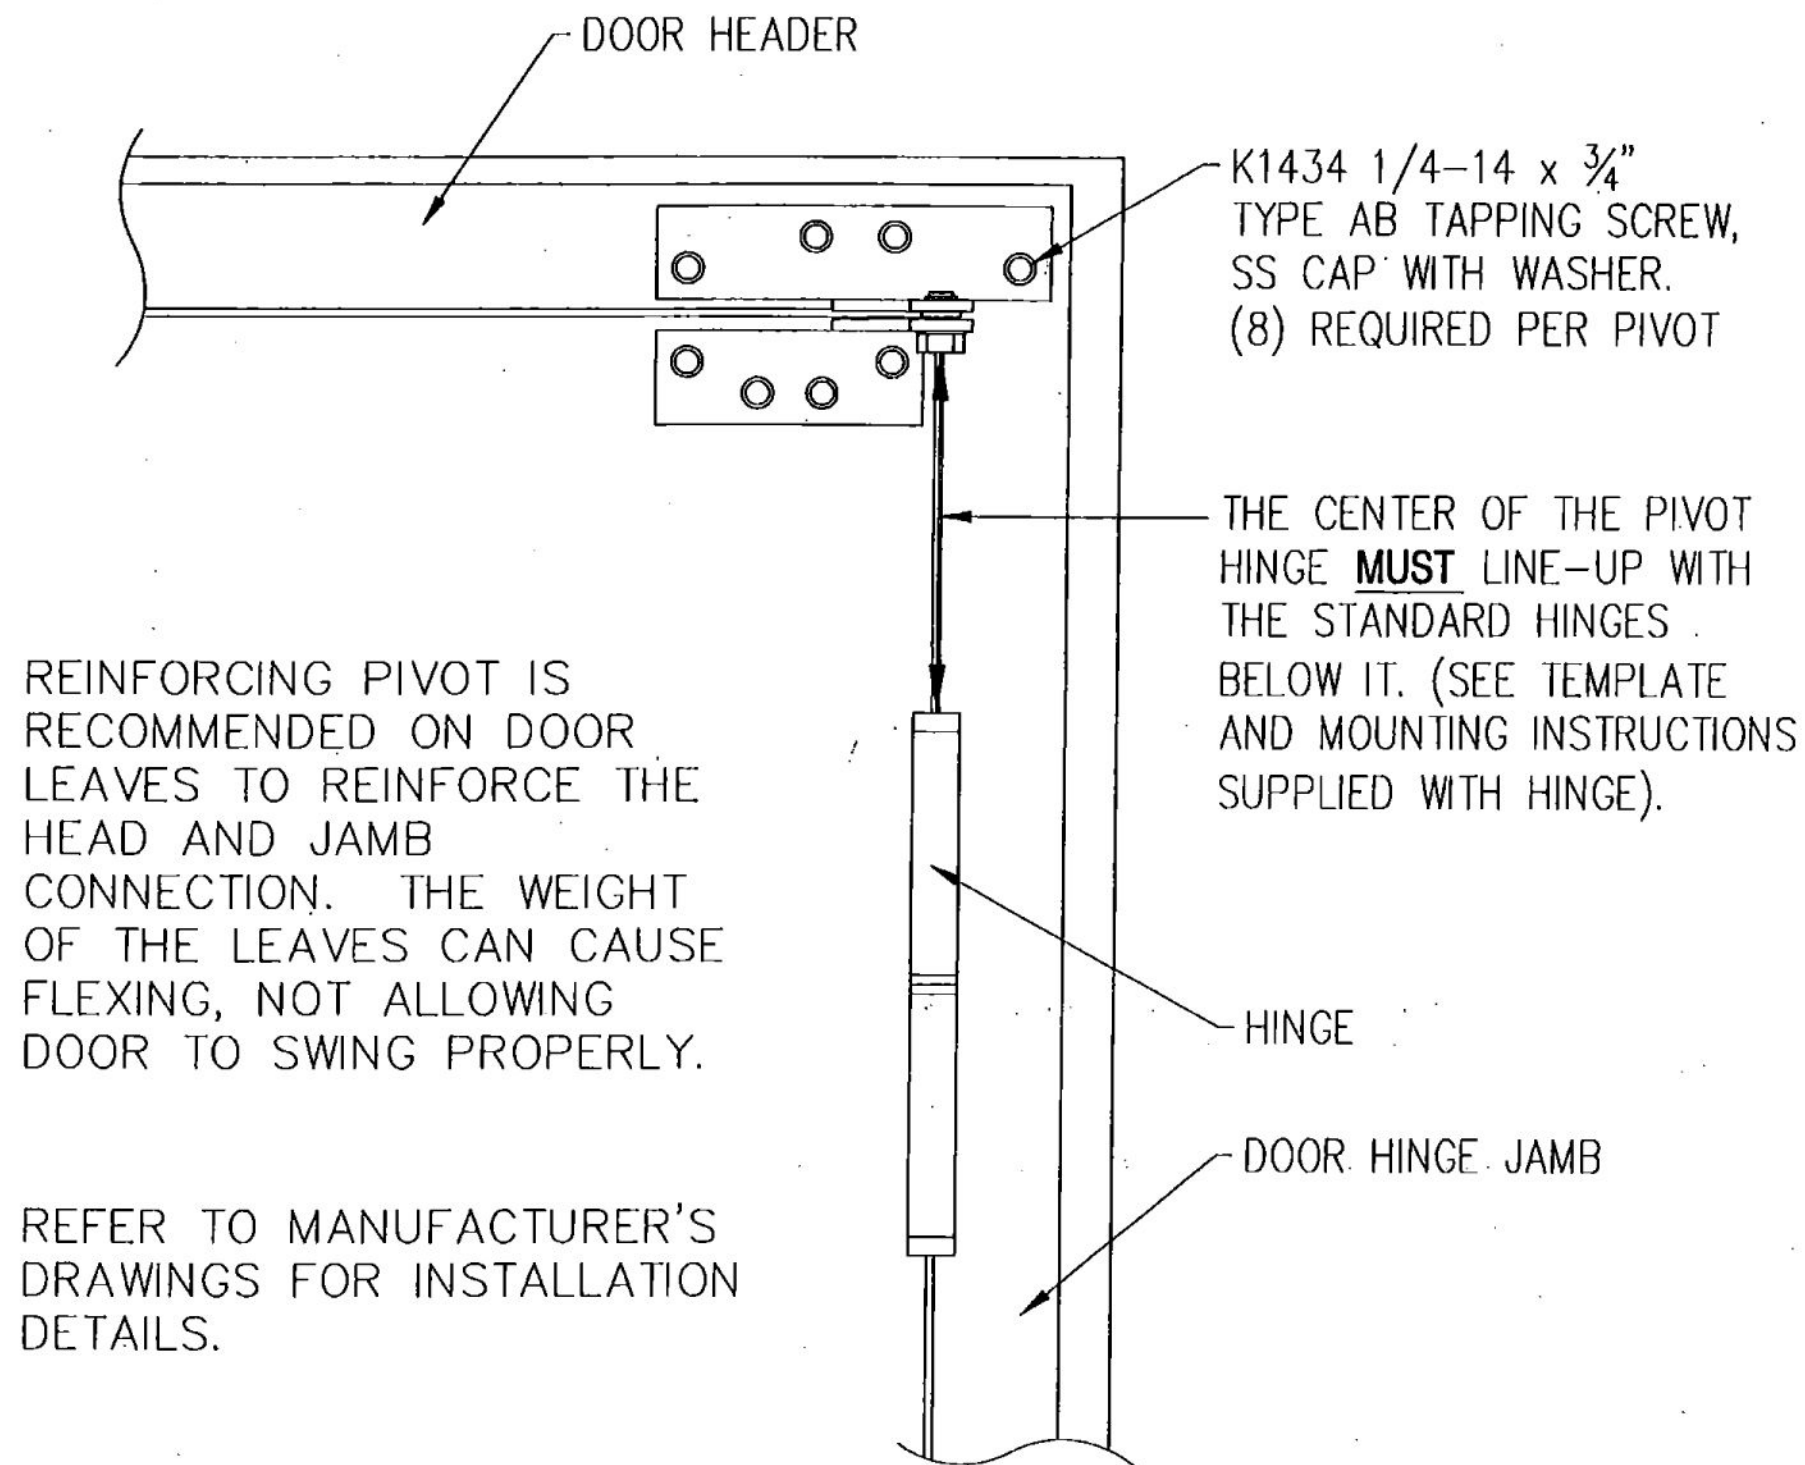 DOOR HEADER
K1434 1/4-14 x ¾"
TYPE AB TAPPING SCREW,
SS CAP WITH WASHER.
(8) REQUIRED PER PIVOT
THE CENTER OF THE PIVOT
HINGE MUST LINE-UP WITH
THE STANDARD HINGES
BELOW IT. (SEE TEMPLATE
AND MOUNTING INSTRUCTIONS
SUPPLIED WITH HINGE).
REINFORCING PIVOT IS
RECOMMENDED ON DOOR
LEAVES TO REINFORCE THE
HEAD AND JAMB
CONNECTION. THE WEIGHT
OF THE LEAVES CAN CAUSE
FLEXING, NOT ALLOWING
DOOR TO SWING PROPERLY.
HINGE
DOOR HINGE JAMB
REFER TO MANUFACTURER'S
DRAWINGS FOR INSTALLATION
DETAILS.